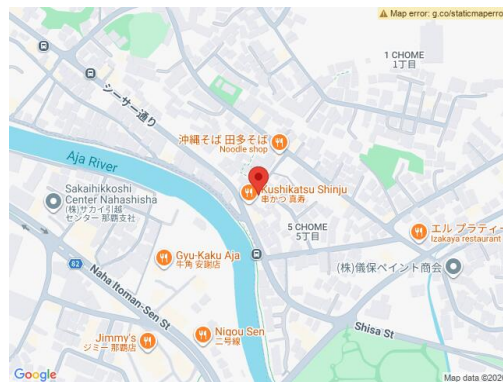 Map error: g.co/staticmaperro
1 CHOME
1丁目
シーサー通り
沖縄そば 田多そば
Noodle shop
Aja River
Kushikatsu Shinju
串かつ 真寿
Sakaihikkoshi
Center Nahashisha
(株)サカイ引越
センター 那覇支社
5 CHOME
5丁目
エル プラティー
Izakaya restaurant
Gyu-Kaku Aja
牛角 安謝店
82
(株)儀保ペイント商会
Naha Itoman-Sen St
Jimmy's
ジミー 那覇店
Nigou Sen
二号線
Shisa St
Google
Map data ©2025